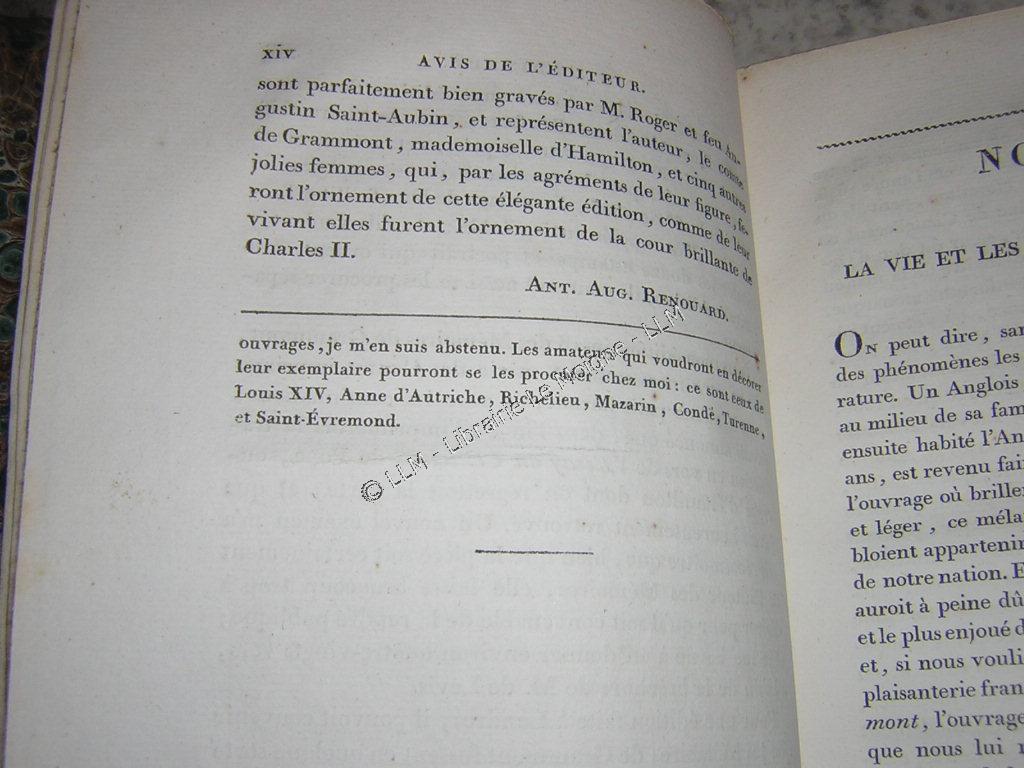 xiv
AVIS DE L'ÉDITEUR.
sont parfaitement bien gravés par M. Roger et feu Au-
gustin Saint-Aubin, et représentent l'auteur, le comte
de Grammont, mademoiselle d'Hamilton, et cinq autres
jolies femmes, qui, par les agréments de leur figure, fe-
ront l'ornement de cette élégante édition, comme de leur
vivant elles furent l'ornement de la cour brillante de
Charles II.
ANT. AUG. RENOUARD.
ouvrages, je m'en suis abstenu. Les amateurs qui voudront en décorer
leur exemplaire pourront se les procurer chez moi : ce sont ceux de
Louis XIV, Anne d'Autriche, Richelieu, Mazarin, Condé, Turenne,
et Saint-Évremond.
© LLM - Librairie Le Moigne - LLM
NO
LA VIE ET LES
ON peut dire, san
des phénomènes les
rature. Un Anglois
au milieu de sa fam
ensuite habité l'An
ans, est revenu fair
l'ouvrage où briller
et léger, ce méla
bloient appartenir
de notre nation. E
auroit à peine dû
et le plus enjoué d
et, si nous vouli
plaisanterie fran
mont, l'ouvrage
que nous lui